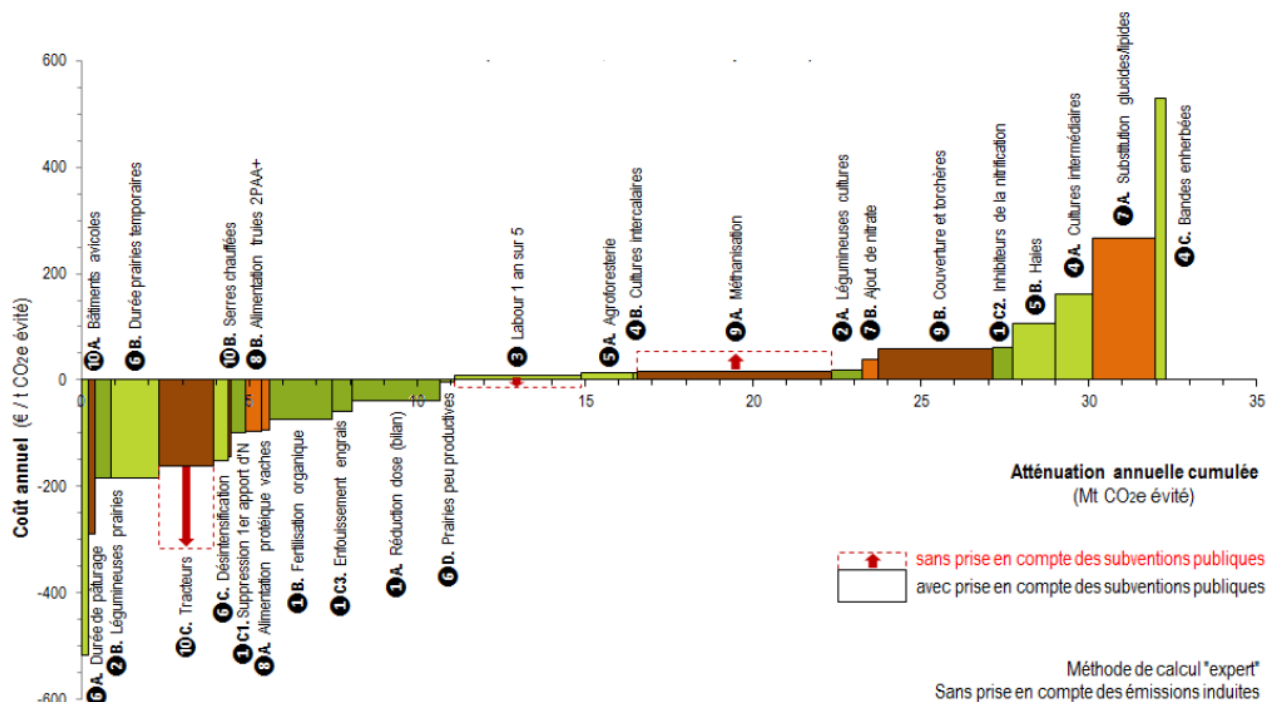 600
400
200
0
-200
-400
-600
Coût annuel (€ / t CO2e évité)
0
5
10
15
20
25
30
35
10 A. Bâtiments avicoles
6 B. Durée prairies temporaires
10 B. Serres chauffées
8 B. Alimentation truies 2PAA+
3 Labour 1 an sur 5
5 A. Agroforesterie
4 B. Cultures intercalaires
9 A. Méthanisation
2 A. Légumineuses cultures
7 B. Ajout de nitrate
9 B. Couverture et torchères
1 C2. Inhibiteurs de la nitrification
5 B. Haies
4 A. Cultures intermédiaires
7 A. Substitution glucides/lipides
4 C. Bandes enherbées
6 A. Durée de pâturage
2 B. Légumineuses prairies
10 C. Tracteurs
6 C. Désintensification
1 C1. Suppression 1er apport d'N
8 A. Alimentation protéique vaches
1 B. Fertilisation organique
1 C3. Enfouissement engrais
1 A. Réduction dose (bilan)
6 D. Prairies peu productives
Atténuation annuelle cumulée
(Mt CO2e évité)
sans prise en compte des subventions publiques
avec prise en compte des subventions publiques
Méthode de calcul "expert"
Sans prise en compte des émissions induites